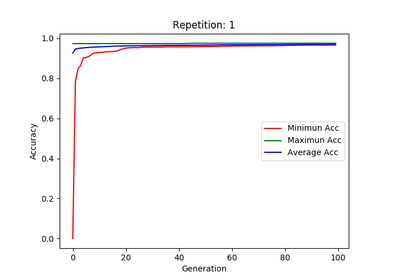 Repetition: 1
1.0
0.8
0.6
0.4
0.2
0.0
Accuracy
Minimun Acc
Maximun Acc
Average Acc
0 20 40 60 80 100
Generation